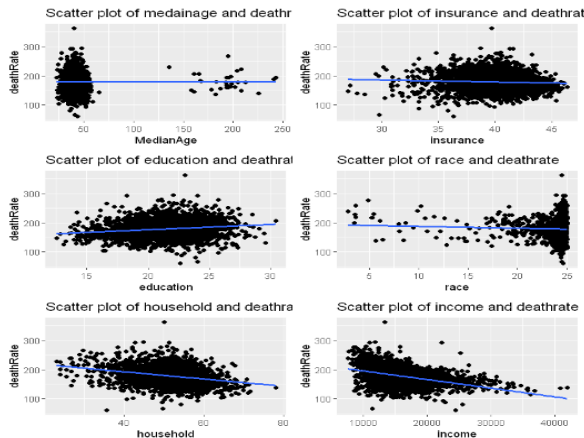 Scatter plot of medainage and deathr
deathRate
300
200
100
50
100
150
200
250
MedianAge
Scatter plot of insurance and deathrat
deathRate
300
200
100
30
35
40
45
insurance
Scatter plot of education and deathrat
deathRate
300
200
100
15
20
25
30
education
Scatter plot of race and deathrate
deathRate
300
200
100
5
10
15
20
25
race
Scatter plot of household and deathra
deathRate
300
200
100
40
60
80
household
Scatter plot of income and deathrate
deathRate
300
200
100
10000
20000
30000
40000
income